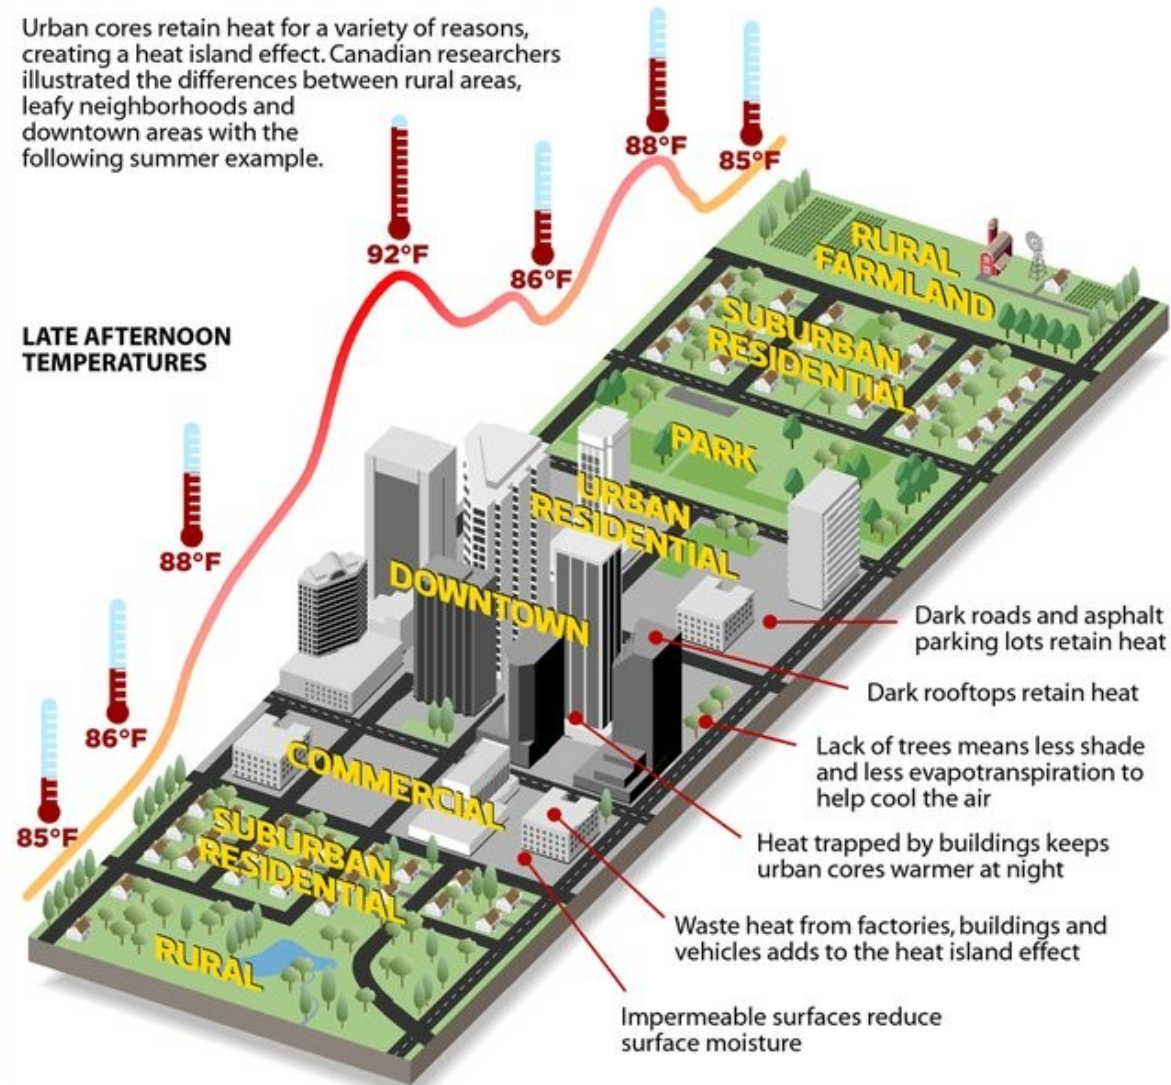 Urban cores retain heat for a variety of reasons,
creating a heat island effect. Canadian researchers
illustrated the differences between rural areas,
leafy neighborhoods and
downtown areas with the
following summer example.
88°F
85°F
92°F
86°F
LATE AFTERNOON
TEMPERATURES
88°F
86°F
85°F
RURAL
FARMLAND
SUBURBAN
RESIDENTIAL
PARK
URBAN
RESIDENTIAL
DOWNTOWN
COMMERCIAL
SUBURBAN
RESIDENTIAL
RURAL
Dark roads and asphalt
parking lots retain heat
Dark rooftops retain heat
Lack of trees means less shade
and less evapotranspiration to
help cool the air
Heat trapped by buildings keeps
urban cores warmer at night
Waste heat from factories, buildings and
vehicles adds to the heat island effect
Impermeable surfaces reduce
surface moisture